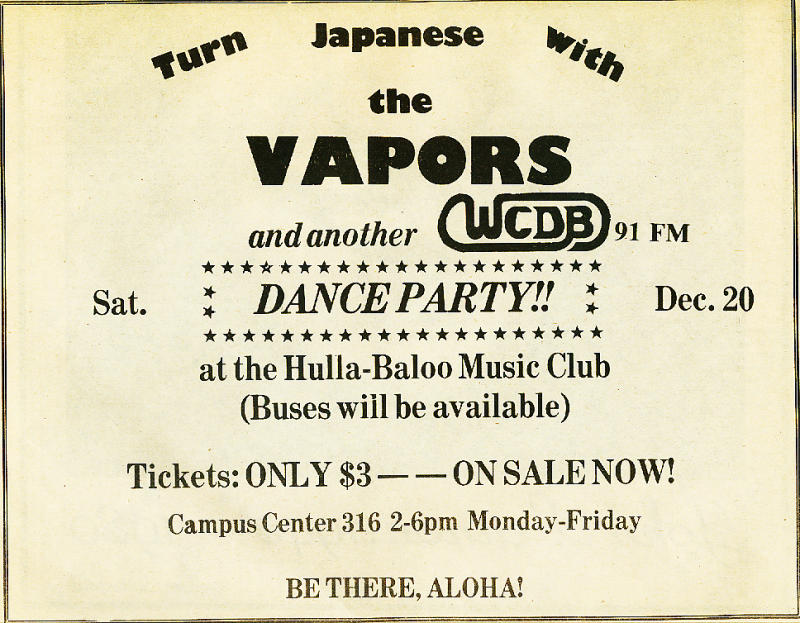 Turn Japanese with
the
VAPORS
and another WCDB 91 FM
Sat. DANCE PARTY!! Dec. 20
at the Hulla-Baloo Music Club
(Buses will be available)
Tickets: ONLY $3 — — ON SALE NOW!
Campus Center 316 2-6pm Monday-Friday
BE THERE, ALOHA!